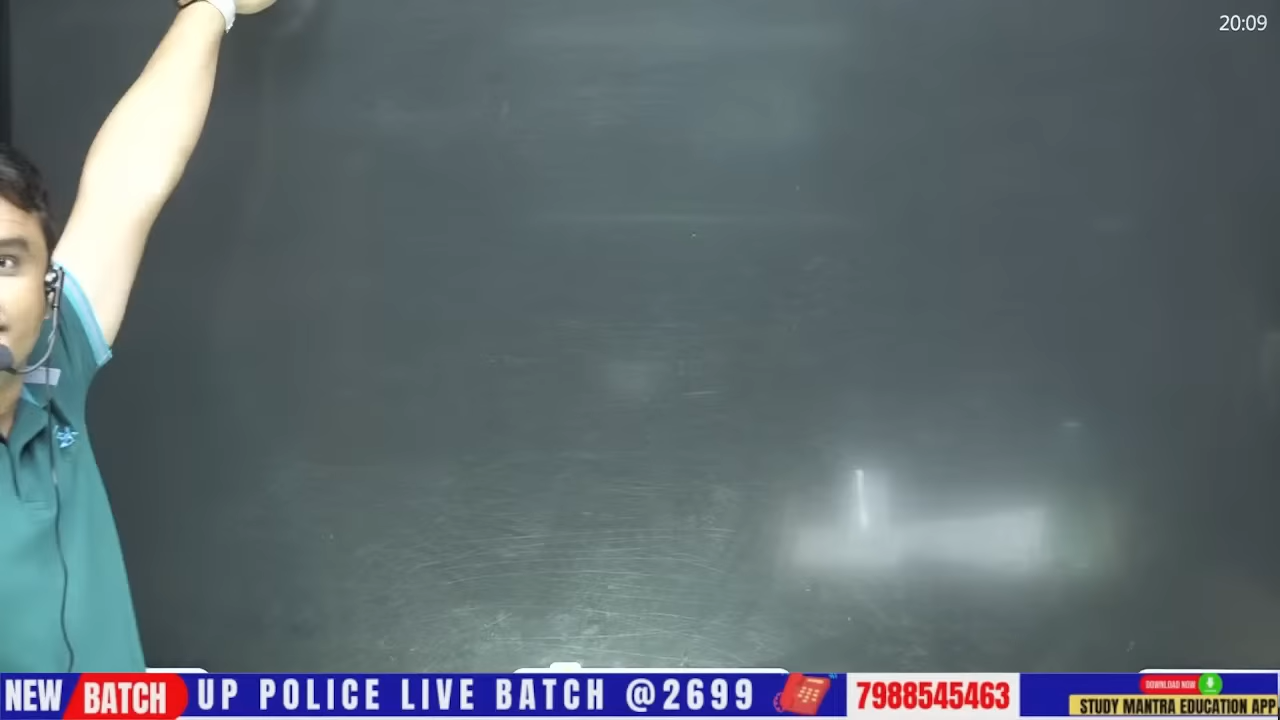 20:09
NEW BATCH UP POLICE LIVE BATCH @2699 7988545463
DOWNLOAD NOW
STUDY MANTRA EDUCATION APP